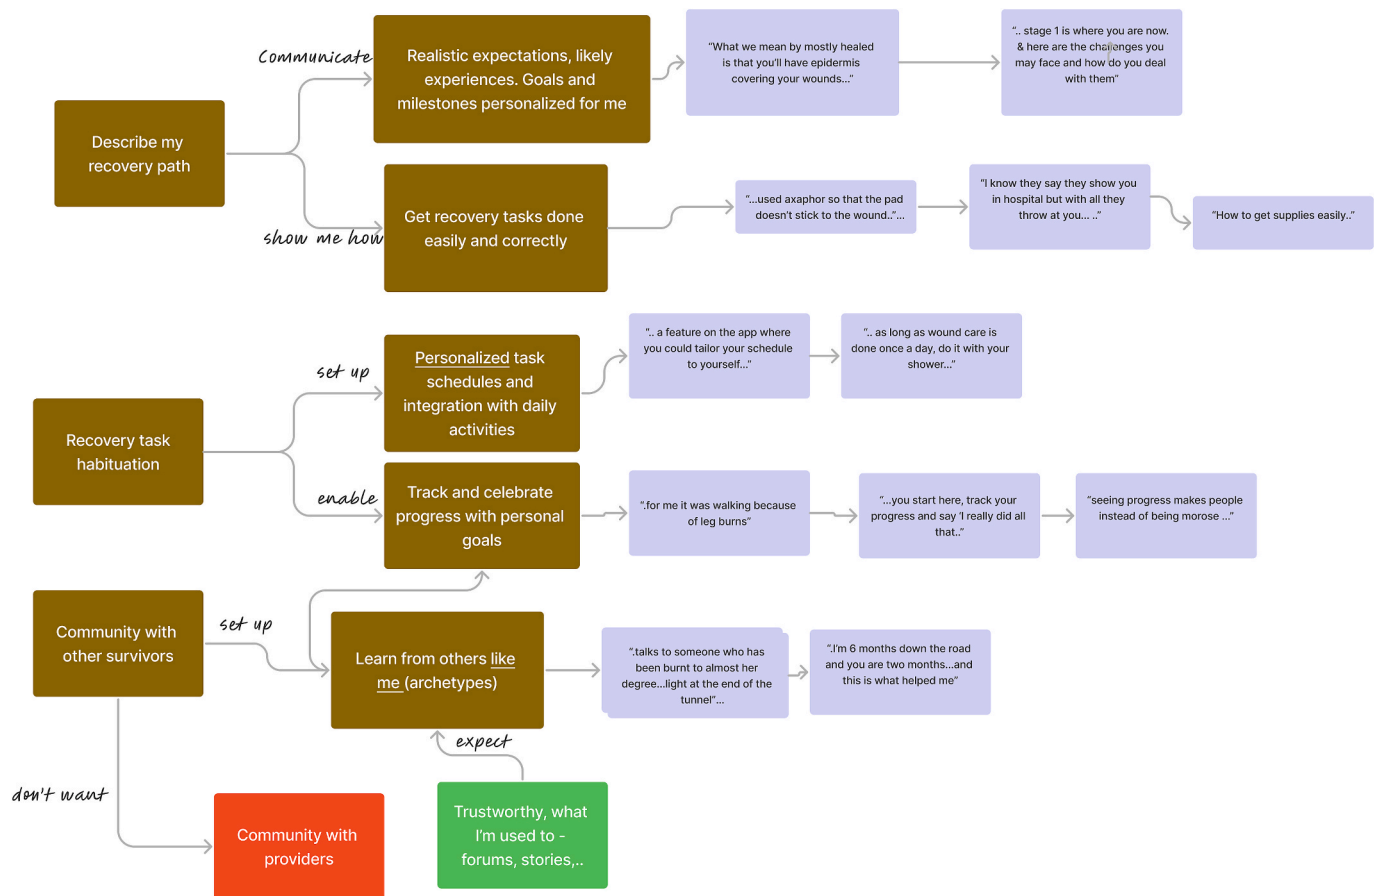 Communicate
Realistic expectations, likely
experiences. Goals and
milestones personalized for me
“What we mean by mostly healed
is that you’ll have epidermis
covering your wounds...”
“.. stage 1 is where you are now.
& here are the challenges you
may face and how do you deal
with them”
Describe my
recovery path
show me how
Get recovery tasks done
easily and correctly
“...used axaphor so that the pad
doesn’t stick to the wound..”...
“I know they say they show you
in hospital but with all they
throw at you... ..”
“How to get supplies easily..”
Recovery task
habituation
set up
Personalized task
schedules and
integration with daily
activities
“.. a feature on the app where
you could tailor your schedule
to yourself...”
“.. as long as wound care is
done once a day, do it with your
shower...”
enable
Track and celebrate
progress with personal
goals
“.for me it was walking because
of leg burns”
“...you start here, track your
progress and say ‘I really did all
that..”
“seeing progress makes people
instead of being morose ...”
Community with
other survivors
set up
Learn from others like
me (archetypes)
“.talks to someone who has
been burnt to almost her
degree...light at the end of the
tunnel”...
“.I’m 6 months down the road
and you are two months...and
this is what helped me”
don't want
Community with
providers
expect
Trustworthy, what
I’m used to -
forums, stories,..